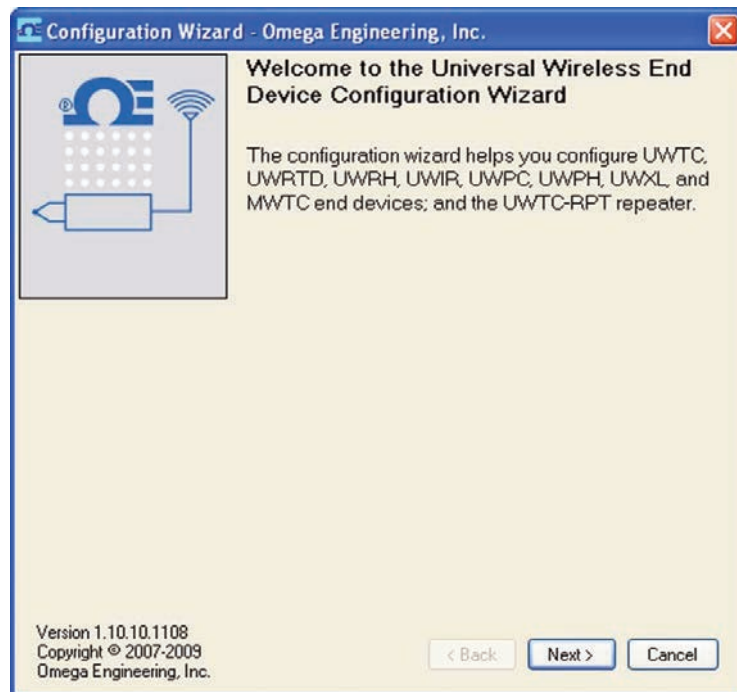 Configuration Wizard - Omega Engineering, Inc.
Welcome to the Universal Wireless End
Device Configuration Wizard
The configuration wizard helps you configure UWTC,
UWRTD, UWRH, UWIR, UWPC, UWPH, UWXL, and
MWTC end devices; and the UWTC-RPT repeater.
Version 1.10.10.1108
Copyright © 2007-2009
Omega Engineering, Inc.
< Back
Next >
Cancel